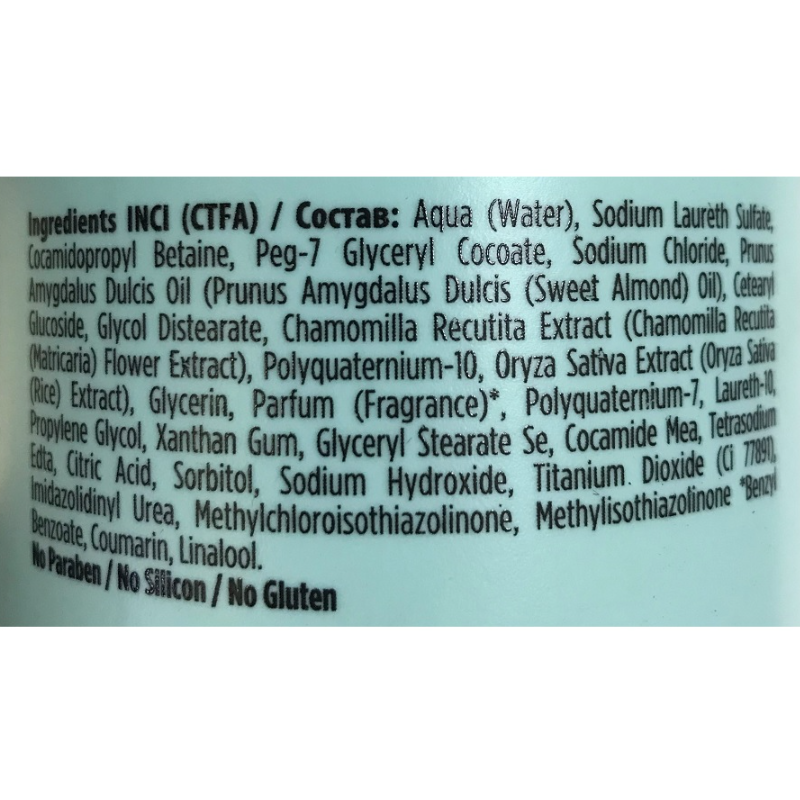 Ingredients INCI (CTFA) / Состав: Aqua (Water), Sodium Laureth Sulfate,
Cocamidopropyl Betaine, Peg-7 Glyceryl Cocoate, Sodium Chloride, Prunus
Amygdalus Dulcis Oil (Prunus Amygdalus Dulcis (Sweet Almond) Oil), Cetearyl
Glucoside, Glycol Distearate, Chamomilla Recutita Extract (Chamomilla Recutita
(Matricaria) Flower Extract), Polyquaternium-10, Oryza Sativa Extract (Oryza Sativa
(Rice) Extract), Glycerin, Parfum (Fragrance)*, Polyquaternium-7, Laureth-10,
Propylene Glycol, Xanthan Gum, Glyceryl Stearate Se, Cocamide Mea, Tetrasodium
Edta, Citric Acid, Sorbitol, Sodium Hydroxide, Titanium Dioxide (Ci 77891),
Imidazolidinyl Urea, Methylchloroisothiazolinone, Methylisothiazolinone *Benzyl
Benzoate, Coumarin, Linalool.
No Paraben / No Silicon / No Gluten